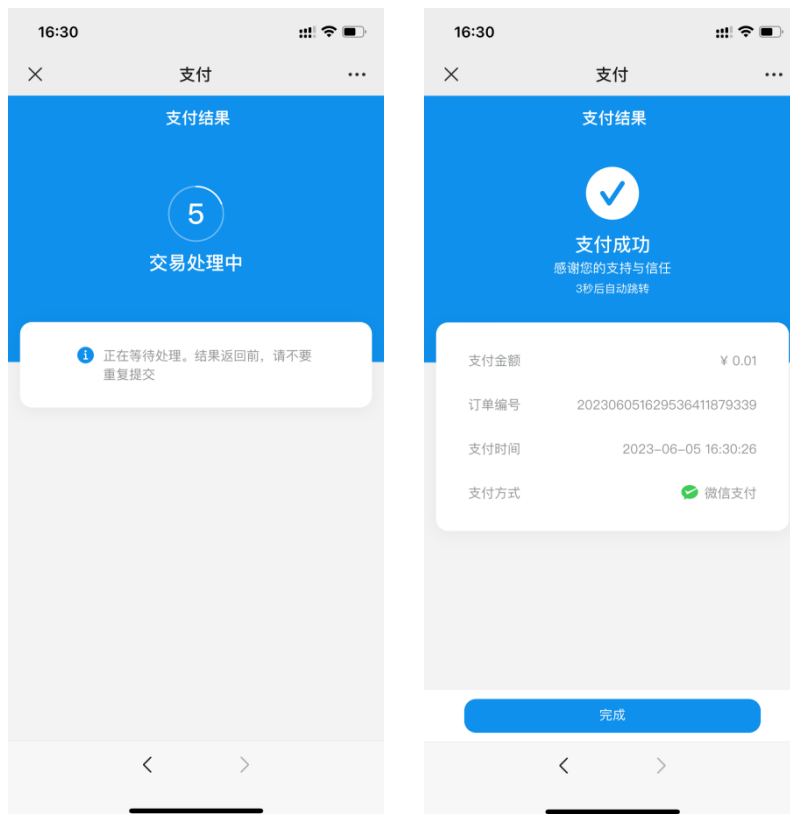 16:30
支付
支付结果
5
交易处理中
正在等待处理。结果返回前，请不要
重复提交
16:30
支付
支付结果
支付成功
感谢您的支持与信任
3秒后自动跳转
支付金额 ¥ 0.01
订单编号 202306051629536411879339
支付时间 2023-06-05 16:30:26
支付方式 微信支付
完成